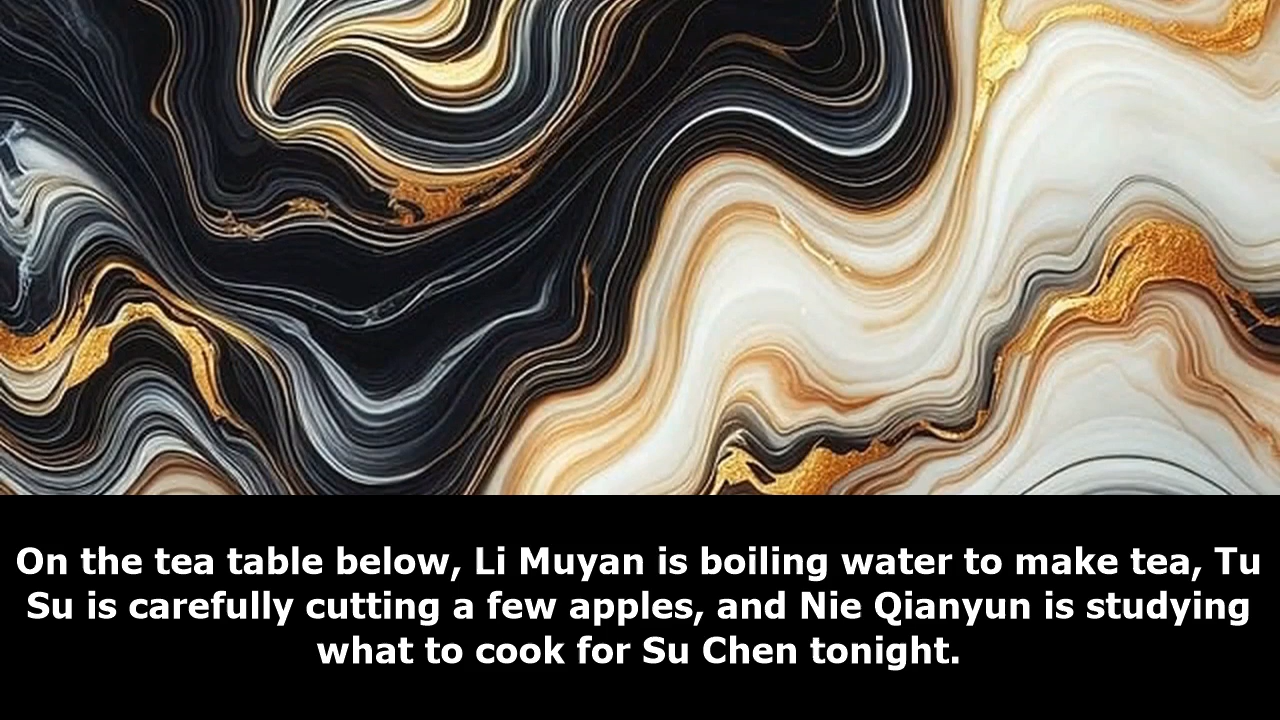 On the tea table below, Li Muyan is boiling water to make tea, Tu
Su is carefully cutting a few apples, and Nie Qianyun is studying
what to cook for Su Chen tonight.